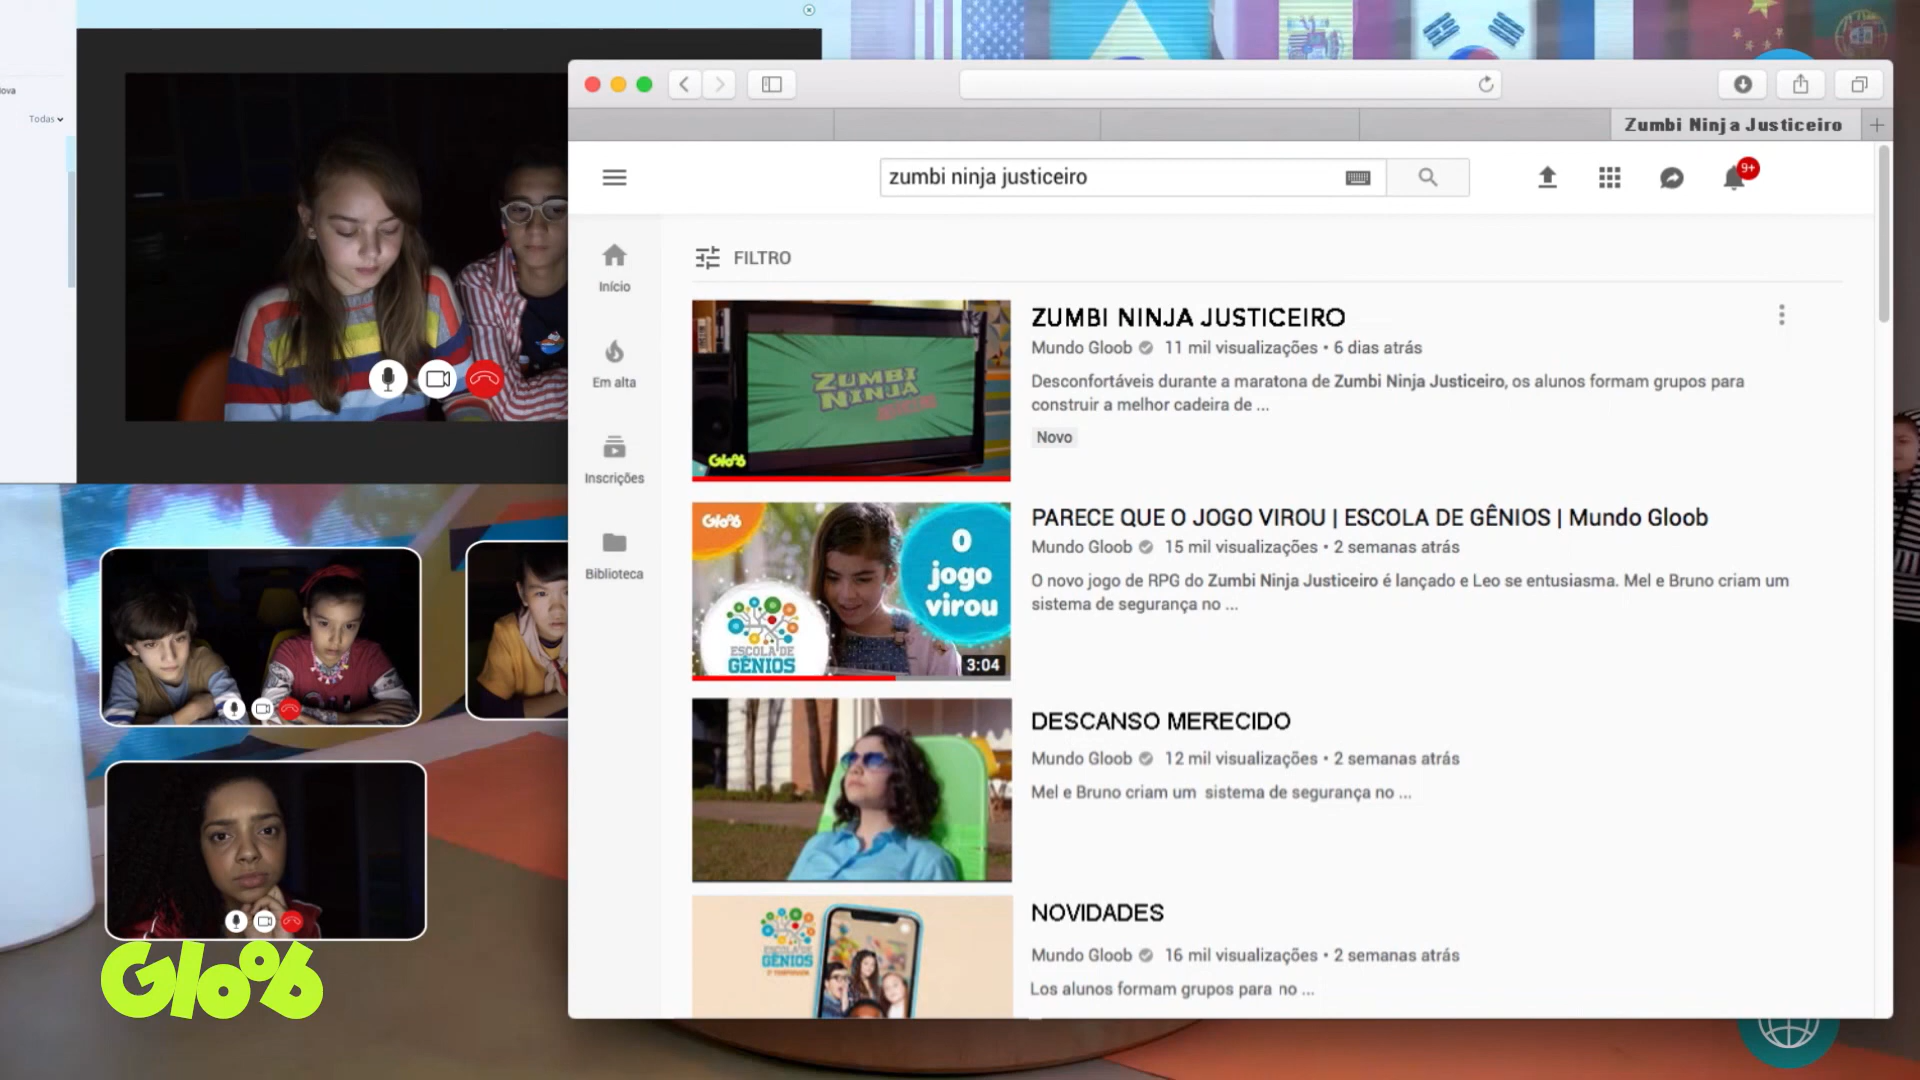 Todas
Zumbi Ninja Justiceiro
zumbi ninja justiceiro
9+
FILTRO
Início
Em alta
Inscrições
Biblioteca
ZUMBI NINJA
Gloob
ZUMBI NINJA JUSTICEIRO
Mundo Gloob 11 mil visualizações • 6 dias atrás
Desconfortáveis durante a maratona de Zumbi Ninja Justiceiro, os alunos formam grupos para
construir a melhor cadeira de ...
Novo
Gloob
O
jogo
virou
ESCOLA DE
GÊNIOS
3:04
PARECE QUE O JOGO VIROU | ESCOLA DE GÊNIOS | Mundo Gloob
Mundo Gloob 15 mil visualizações • 2 semanas atrás
O novo jogo de RPG do Zumbi Ninja Justiceiro é lançado e Leo se entusiasma. Mel e Bruno criam um
sistema de segurança no ...
DESCANSO MERECIDO
Mundo Gloob 12 mil visualizações • 2 semanas atrás
Mel e Bruno criam um sistema de segurança no ...
ESCOLA DE
GÊNIOS
NOVIDADES
Mundo Gloob 16 mil visualizações • 2 semanas atrás
Los alunos formam grupos para no ...
Gloob